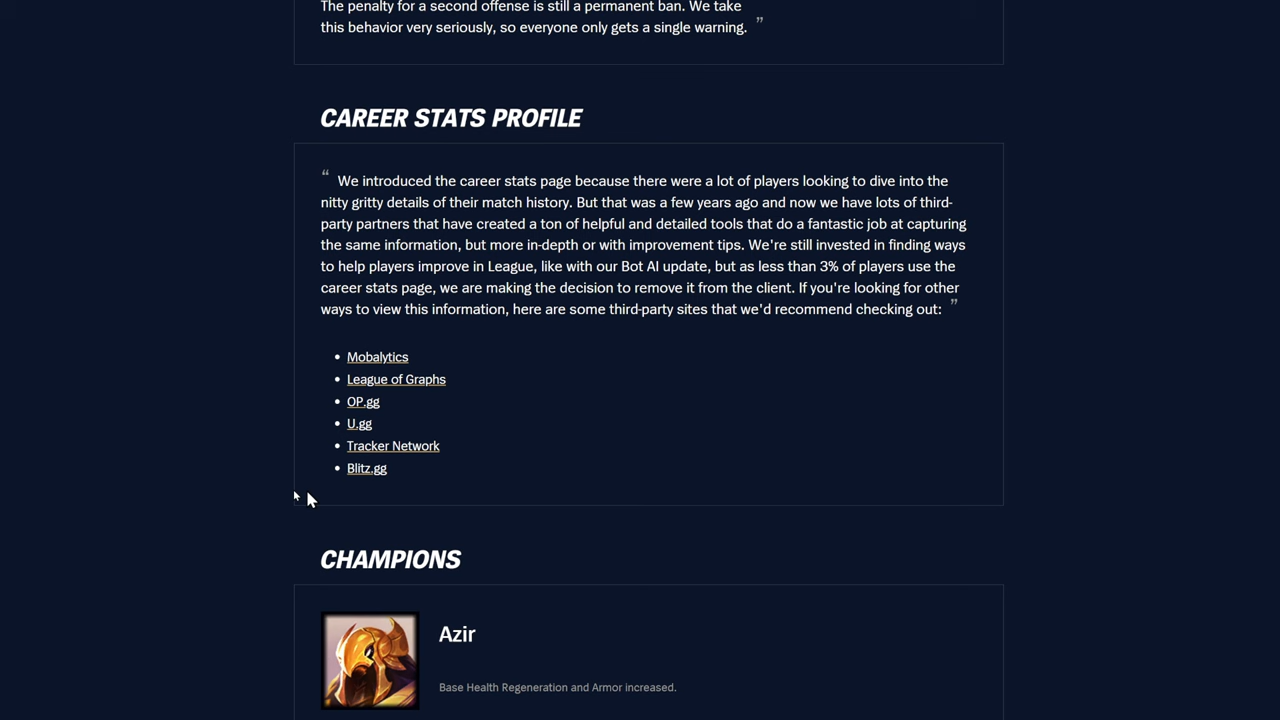 The penalty for a second offense is still a permanent ban. We take
this behavior very seriously, so everyone only gets a single warning. ”
CAREER STATS PROFILE
“ We introduced the career stats page because there were a lot of players looking to dive into the
nitty gritty details of their match history. But that was a few years ago and now we have lots of third-
party partners that have created a ton of helpful and detailed tools that do a fantastic job at capturing
the same information, but more in-depth or with improvement tips. We're still invested in finding ways
to help players improve in League, like with our Bot AI update, but as less than 3% of players use the
career stats page, we are making the decision to remove it from the client. If you're looking for other
ways to view this information, here are some third-party sites that we'd recommend checking out: ”
• Mobalytics
• League of Graphs
• OP.gg
• U.gg
• Tracker Network
• Blitz.gg
CHAMPIONS
Azir
Base Health Regeneration and Armor increased.